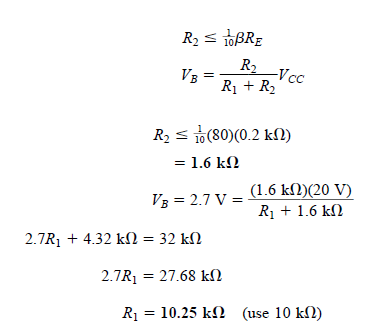 R₂ ≤ 1/10 βR_E
V_B = R₂ / (R₁ + R₂) V_CC
R₂ ≤ 1/10 (80)(0.2 kΩ)
= 1.6 kΩ
V_B = 2.7 V = (1.6 kΩ)(20 V) / (R₁ + 1.6 kΩ)
2.7R₁ + 4.32 kΩ = 32 kΩ
2.7R₁ = 27.68 kΩ
R₁ = 10.25 kΩ (use 10 kΩ)